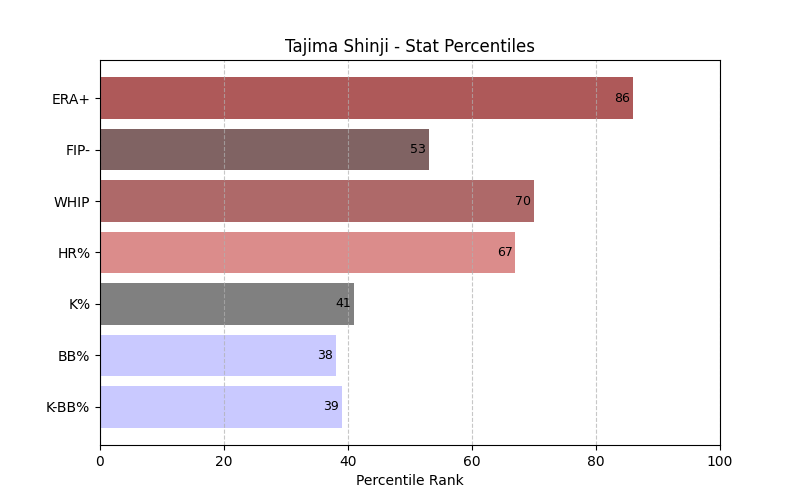 Tajima Shinji - Stat Percentiles
ERA+ 86
FIP- 53
WHIP 70
HR% 67
K% 41
BB% 38
K-BB% 39
0 20 40 60 80 100
Percentile Rank